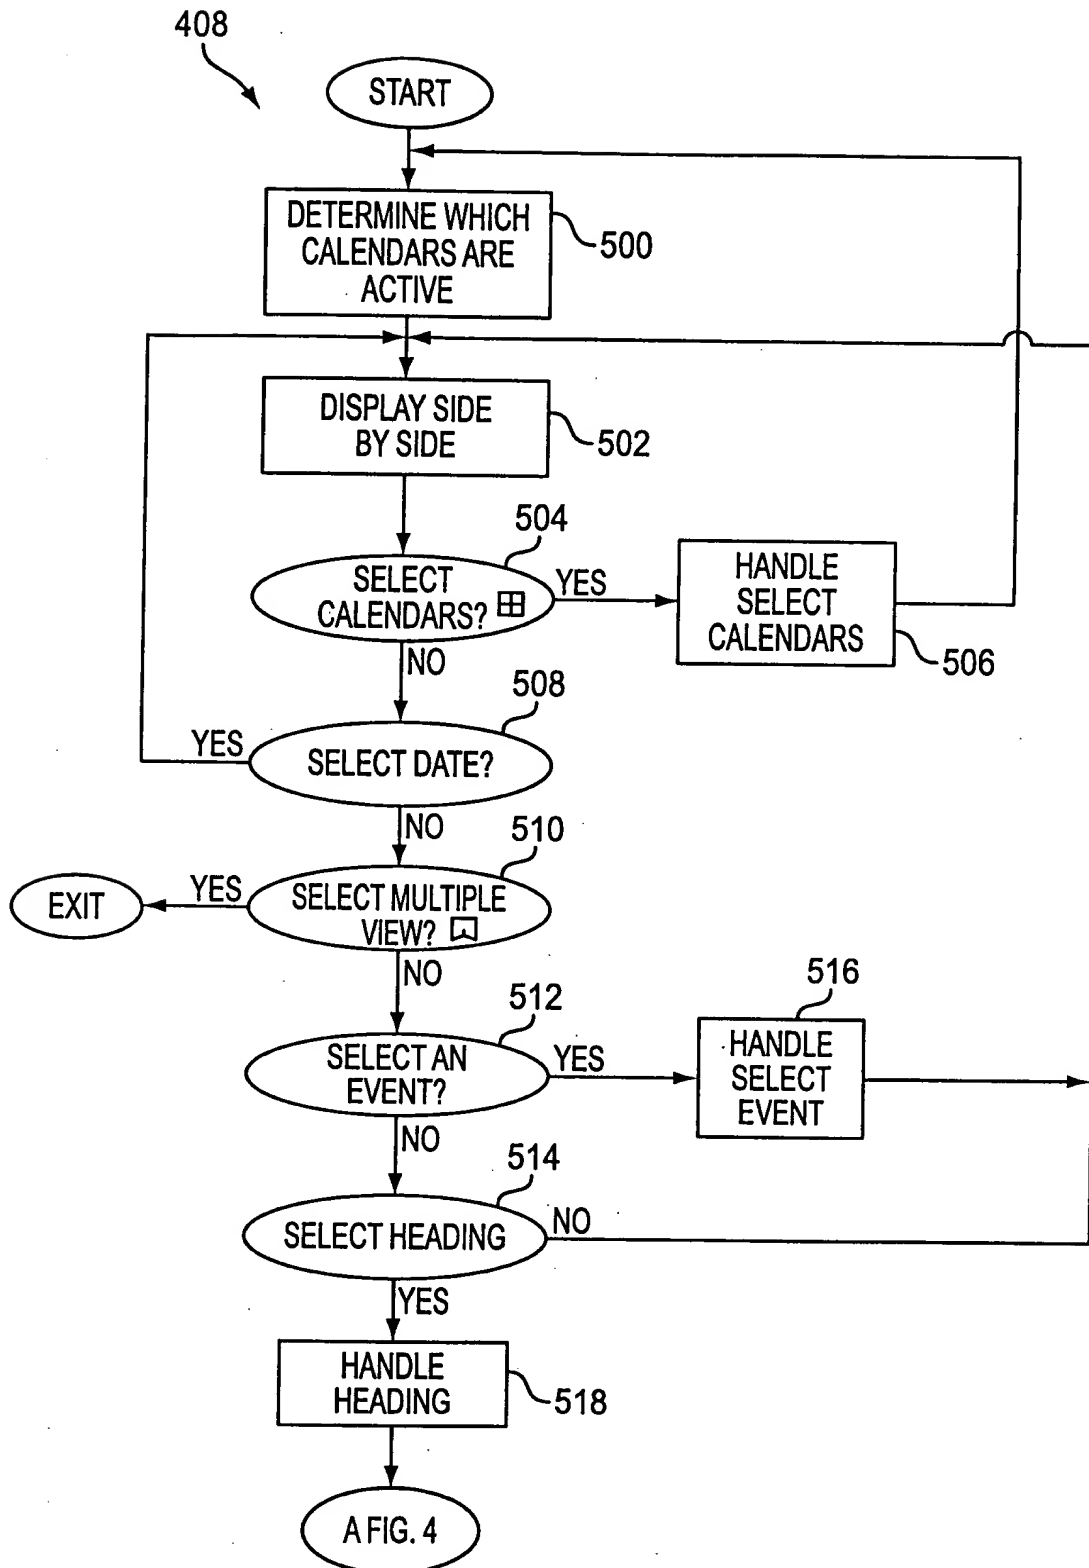 408
START
DETERMINE WHICH
CALENDARS ARE
ACTIVE
500
DISPLAY SIDE
BY SIDE
502
504
SELECT
CALENDARS?
YES
HANDLE
SELECT
CALENDARS
506
NO
508
YES
SELECT DATE?
NO
510
EXIT
YES
SELECT MULTIPLE
VIEW?
NO
512
516
SELECT AN
EVENT?
YES
HANDLE
SELECT
EVENT
NO
514
SELECT HEADING
NO
YES
HANDLE
HEADING
518
A FIG. 4